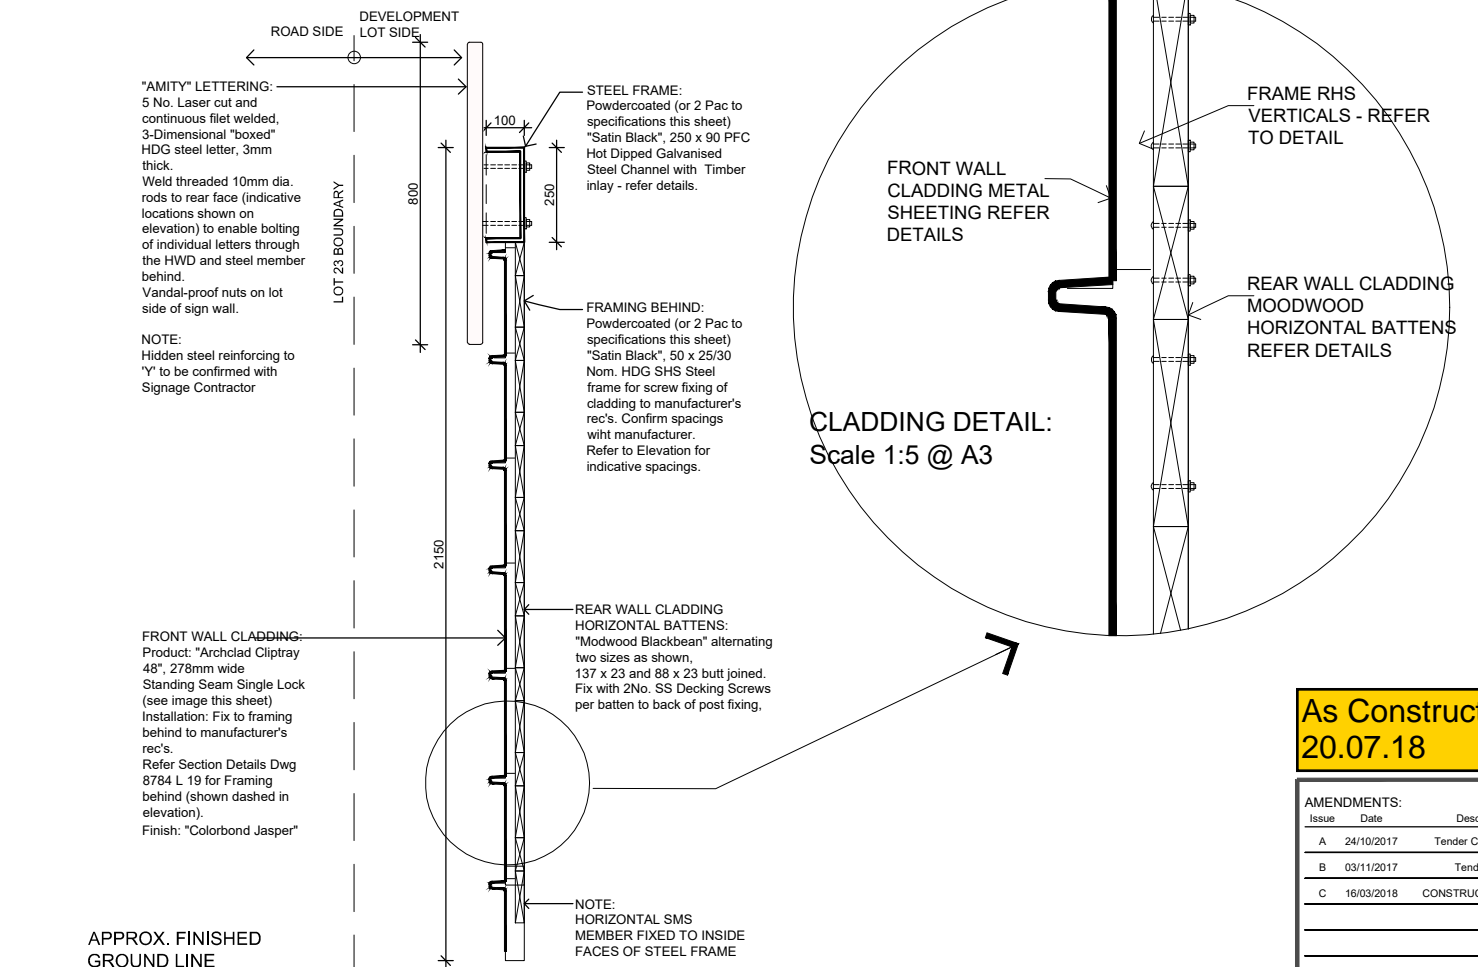 ROAD SIDE
DEVELOPMENT
LOT SIDE
"AMITY" LETTERING:
5 No. Laser cut and
continuous filet welded,
3-Dimensional "boxed"
HDG steel letter, 3mm
thick.
Weld threaded 10mm dia.
rods to rear face (indicative
locations shown on
elevation) to enable bolting
of individual letters through
the HWD and steel member
behind.
Vandal-proof nuts on lot
side of sign wall.
NOTE:
Hidden steel reinforcing to
'Y' to be confirmed with
Signage Contractor
LOT 23 BOUNDARY
800
100
250
2150
STEEL FRAME:
Powdercoated (or 2 Pac to
specifications this sheet)
"Satin Black", 250 x 90 PFC
Hot Dipped Galvanised
Steel Channel with Timber
inlay - refer details.
FRAMING BEHIND:
Powdercoated (or 2 Pac to
specifications this sheet)
"Satin Black", 50 x 25/30
Nom. HDG SHS Steel
frame for screw fixing of
cladding to manufacturer's
rec's. Confirm spacings
wiht manufacturer.
Refer to Elevation for
indicative spacings.
FRONT WALL CLADDING:
Product: "Archclad Cliptray
48", 278mm wide
Standing Seam Single Lock
(see image this sheet)
Installation: Fix to framing
behind to manufacturer's
rec's.
Refer Section Details Dwg
8784 L 19 for Framing
behind (shown dashed in
elevation).
Finish: "Colorbond Jasper"
REAR WALL CLADDING
HORIZONTAL BATTENS:
"Modwood Blackbean" alternating
two sizes as shown,
137 x 23 and 88 x 23 butt joined.
Fix with 2No. SS Decking Screws
per batten to back of post fixing,
NOTE:
HORIZONTAL SMS
MEMBER FIXED TO INSIDE
FACES OF STEEL FRAME
APPROX. FINISHED
GROUND LINE
FRONT WALL
CLADDING METAL
SHEETING REFER
DETAILS
FRAME RHS
VERTICALS - REFER
TO DETAIL
REAR WALL CLADDING
MOODWOOD
HORIZONTAL BATTENS
REFER DETAILS
CLADDING DETAIL:
Scale 1:5 @ A3
As Construct
20.07.18
AMENDMENTS:
Issue Date Desc
A 24/10/2017 Tender C
B 03/11/2017 Tend
C 16/03/2018 CONSTRUC